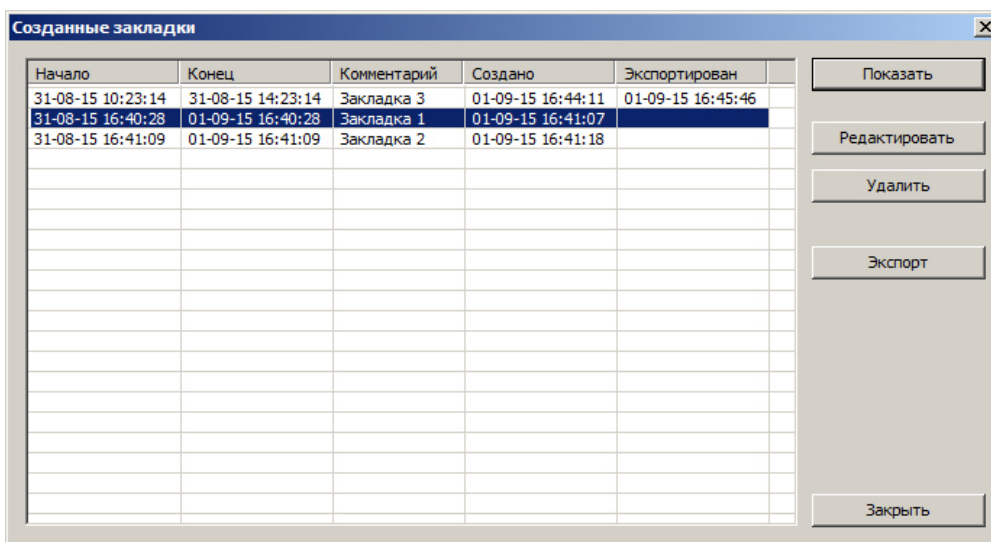 Созданные закладки
Начало Конец Комментарий Создано Экспортирован
31-08-15 10:23:14 31-08-15 14:23:14 Закладка 3 01-09-15 16:44:11 01-09-15 16:45:46
31-08-15 16:40:28 01-09-15 16:40:28 Закладка 1 01-09-15 16:41:07
31-08-15 16:41:09 01-09-15 16:41:09 Закладка 2 01-09-15 16:41:18
Показать
Редактировать
Удалить
Экспорт
Закрыть